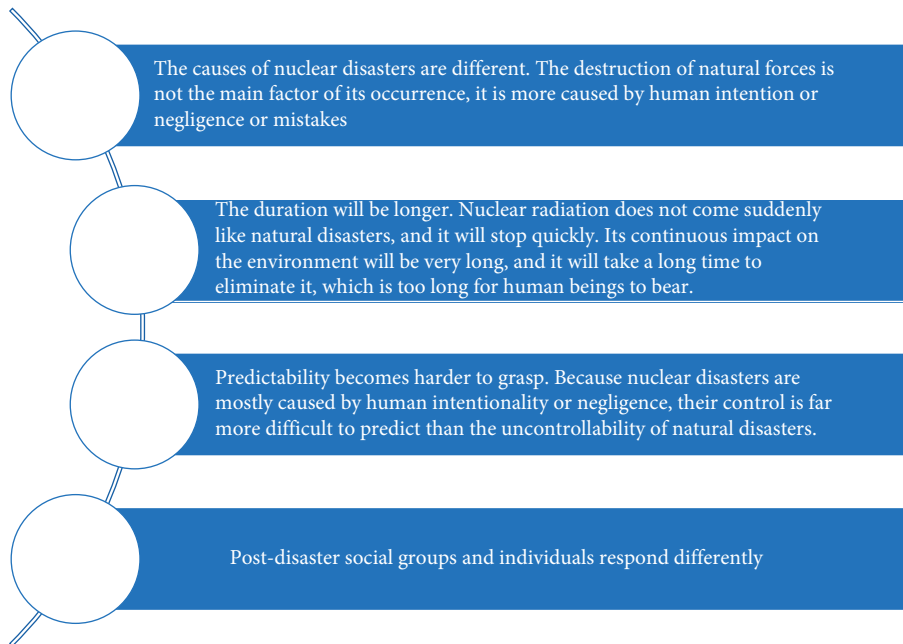 The causes of nuclear disasters are different. The destruction of natural forces is
not the main factor of its occurrence, it is more caused by human intention or
negligence or mistakes
The duration will be longer. Nuclear radiation does not come suddenly
like natural disasters, and it will stop quickly. Its continuous impact on
the environment will be very long, and it will take a long time to
eliminate it, which is too long for human beings to bear.
Predictability becomes harder to grasp. Because nuclear disasters are
mostly caused by human intentionality or negligence, their control is far
more difficult to predict than the uncontrollability of natural disasters.
Post-disaster social groups and individuals respond differently